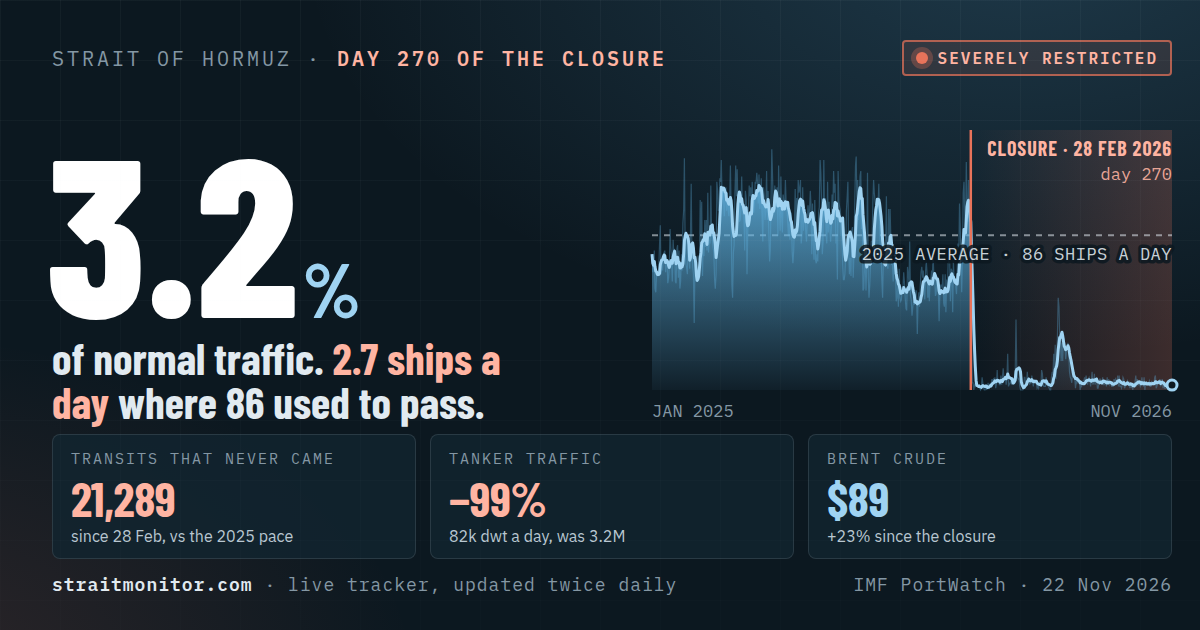 STRAIT OF HORMUZ · DAY 270 OF THE CLOSURE
SEVERELY RESTRICTED
3.2%
of normal traffic. 2.7 ships a
day where 86 used to pass.
CLOSURE · 28 FEB 2026
day 270
2025 AVERAGE · 86 SHIPS A DAY
JAN 2025
NOV 2026
TRANSITS THAT NEVER CAME
21,289
since 28 Feb, vs the 2025 pace
TANKER TRAFFIC
−99%
82k dwt a day, was 3.2M
BRENT CRUDE
$89
+23% since the closure
straitmonitor.com · live tracker, updated twice daily
IMF PortWatch · 22 Nov 2026